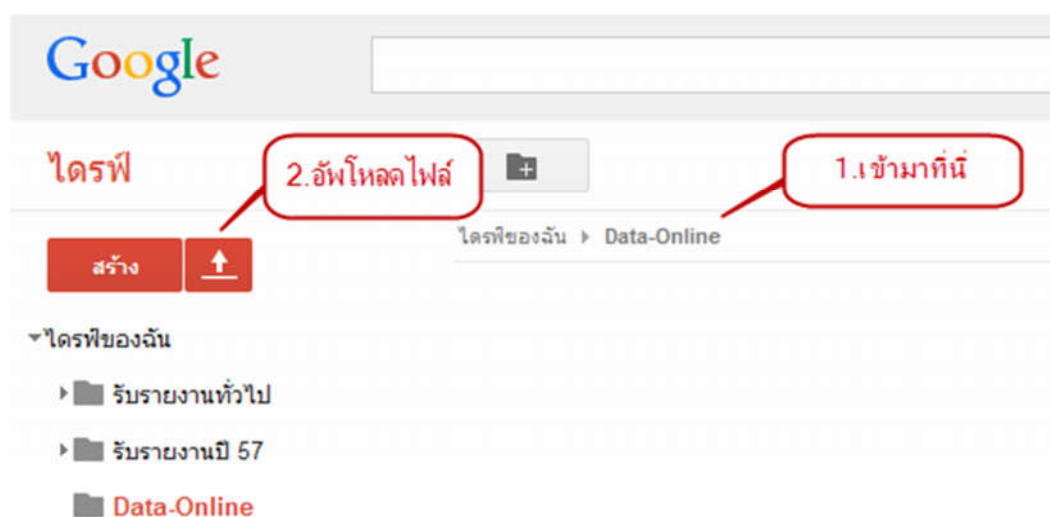 Google
ไดรฟ์
2.อัพโหลดไฟล์
1.เข้ามาที่นี่
ไดรฟ์ของฉัน Data-Online
สร้าง
ไดรฟ์ของฉัน
รับรายงานทั่วไป
รับรายงานปี 57
Data-Online